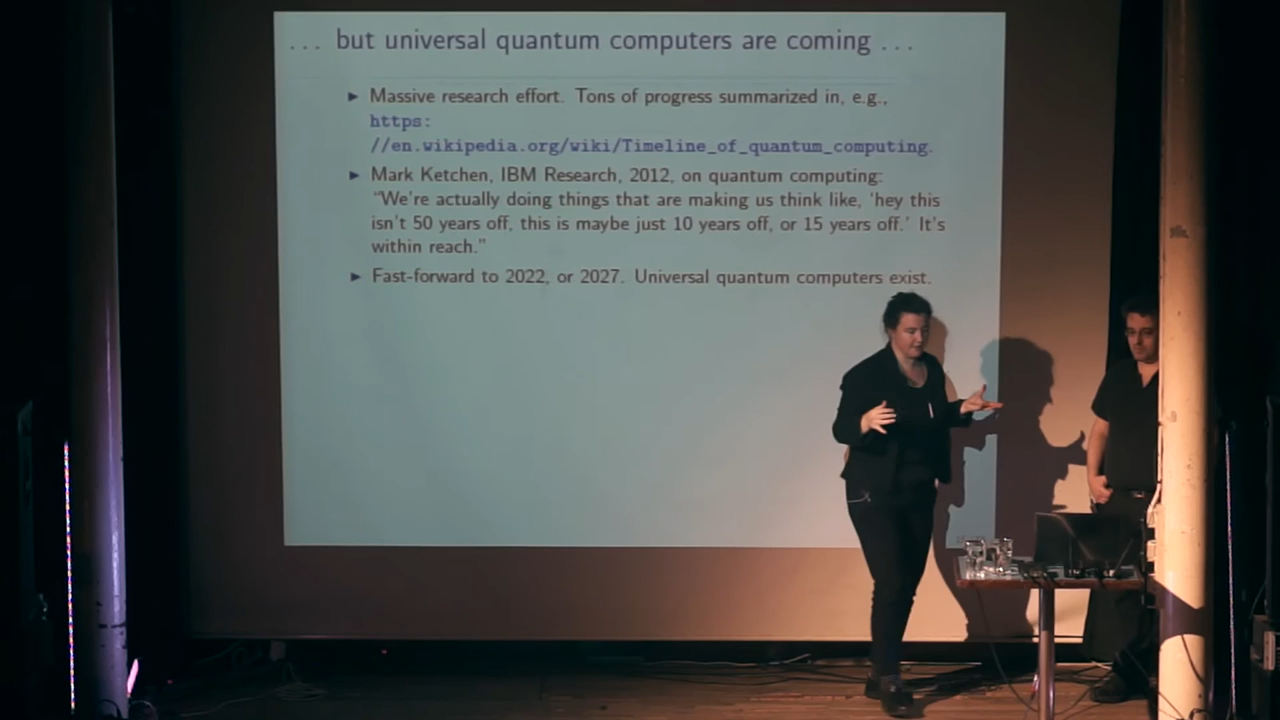 ... but universal quantum computers are coming ...
► Massive research effort. Tons of progress summarized in, e.g.,
https:
//en.wikipedia.org/wiki/Timeline_of_quantum_computing.
► Mark Ketchen, IBM Research, 2012, on quantum computing:
“We're actually doing things that are making us think like, ‘hey this
isn't 50 years off, this is maybe just 10 years off, or 15 years off.’ It's
within reach.”
► Fast-forward to 2022, or 2027. Universal quantum computers exist.